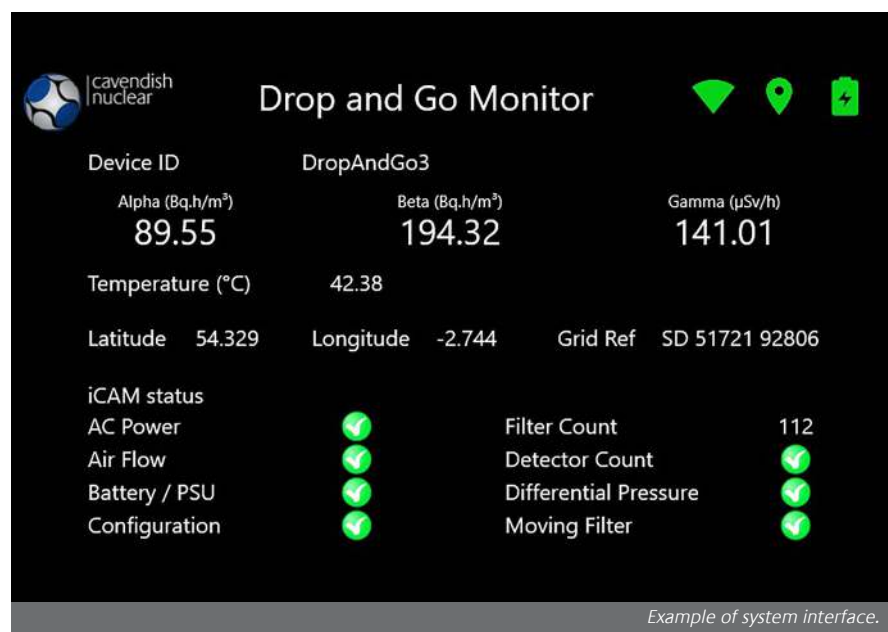 cavendish
nuclear
Drop and Go Monitor
Device ID DropAndGo3
Alpha (Bq.h/m³) Beta (Bq.h/m³) Gamma (µSv/h)
89.55 194.32 141.01
Temperature (°C) 42.38
Latitude 54.329 Longitude -2.744 Grid Ref SD 51721 92806
iCAM status
AC Power Filter Count 112
Air Flow Detector Count
Battery / PSU Differential Pressure
Configuration Moving Filter
Example of system interface.